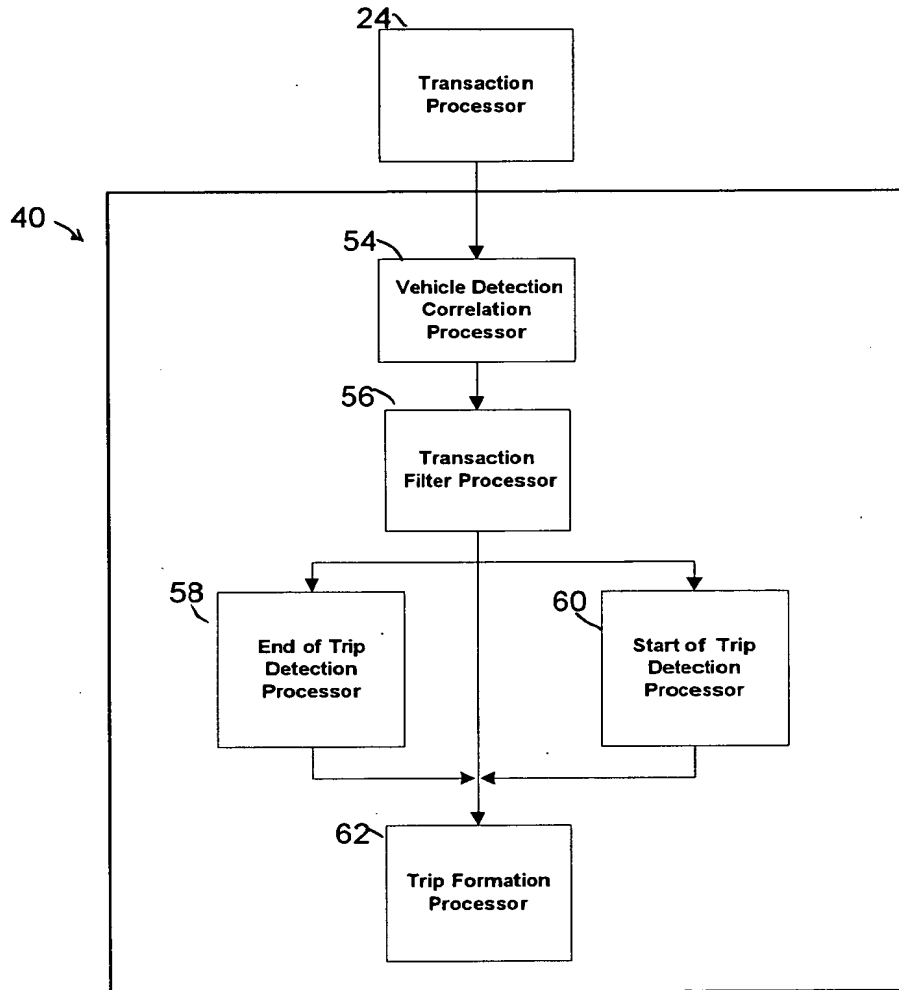 24
Transaction
Processor
40
54
Vehicle Detection
Correlation
Processor
56
Transaction
Filter Processor
58
End of Trip
Detection
Processor
60
Start of Trip
Detection
Processor
62
Trip Formation
Processor